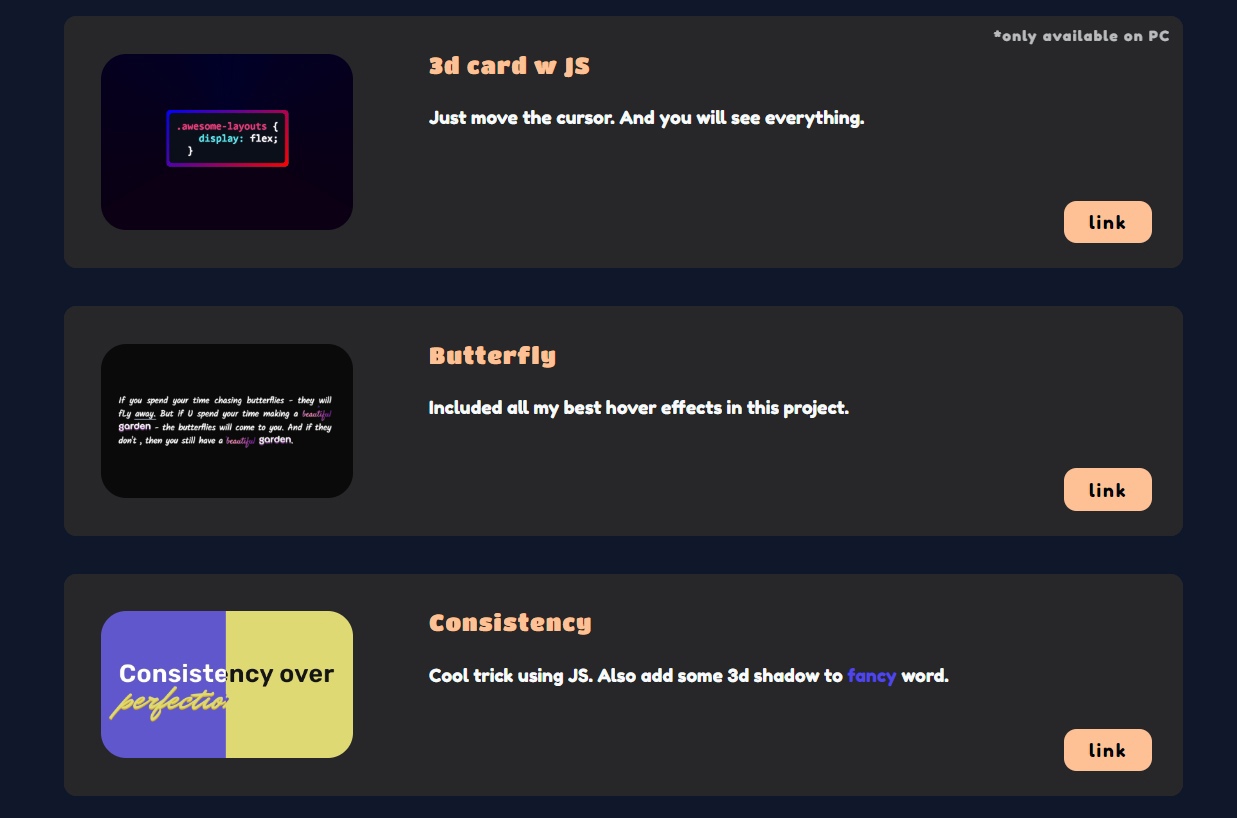 *only available on PC
3d card w JS
Just move the cursor. And you will see everything.
.awesome-layouts {
display: flex;
}
link
Butterfly
Included all my best hover effects in this project.
If you spend your time chasing butterflies - they will
fly away. But if U spend your time making a beautiful
garden - the butterflies will come to you. And if they
don't , then you still have a beautiful garden.
link
Consistency
Cool trick using JS. Also add some 3d shadow to fancy word.
Consistency over
perfection
link